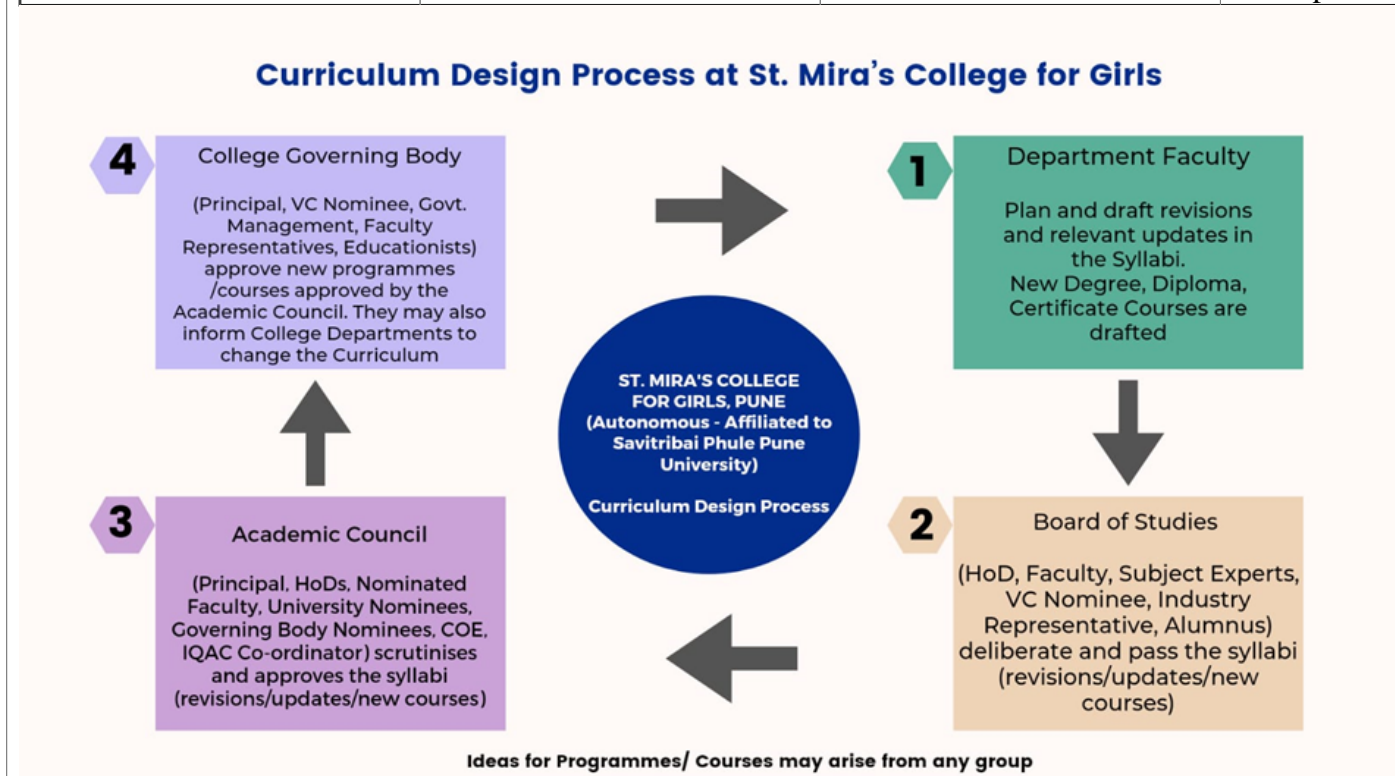 Curriculum Design Process at St. Mira's College for Girls
4
College Governing Body
(Principal, VC Nominee, Govt.
Management, Faculty
Representatives, Educationists)
approve new programmes
/courses approved by the
Academic Council. They may also
inform College Departments to
change the Curriculum
1
Department Faculty
Plan and draft revisions
and relevant updates in
the Syllabi.
New Degree, Diploma,
Certificate Courses are
drafted
ST. MIRA'S COLLEGE
FOR GIRLS, PUNE
(Autonomous - Affiliated to
Savitribai Phule Pune
University)
Curriculum Design Process
3
Academic Council
(Principal, HoDs, Nominated
Faculty, University Nominees,
Governing Body Nominees, COE,
IQAC Co-ordinator) scrutinises
and approves the syllabi
(revisions/updates/new courses)
2
Board of Studies
(HoD, Faculty, Subject Experts,
VC Nominee, Industry
Representative, Alumnus)
deliberate and pass the syllabi
(revisions/updates/new
courses)
Ideas for Programmes/ Courses may arise from any group